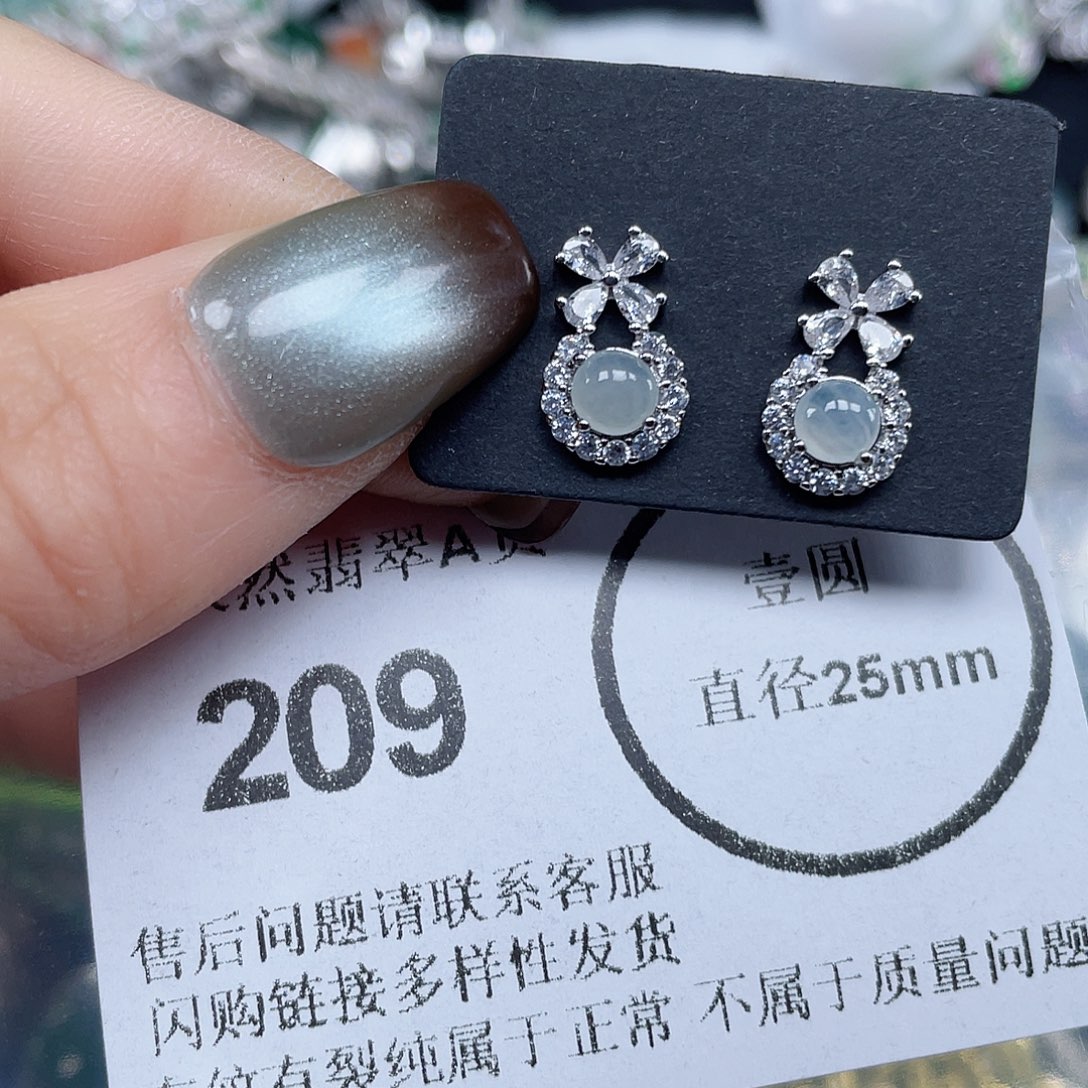 然翡翠A货
209
壹圆
直径25mm
售后问题请联系客服
闪购链接多样性发货
有裂纯属于正常 不属于质量问题